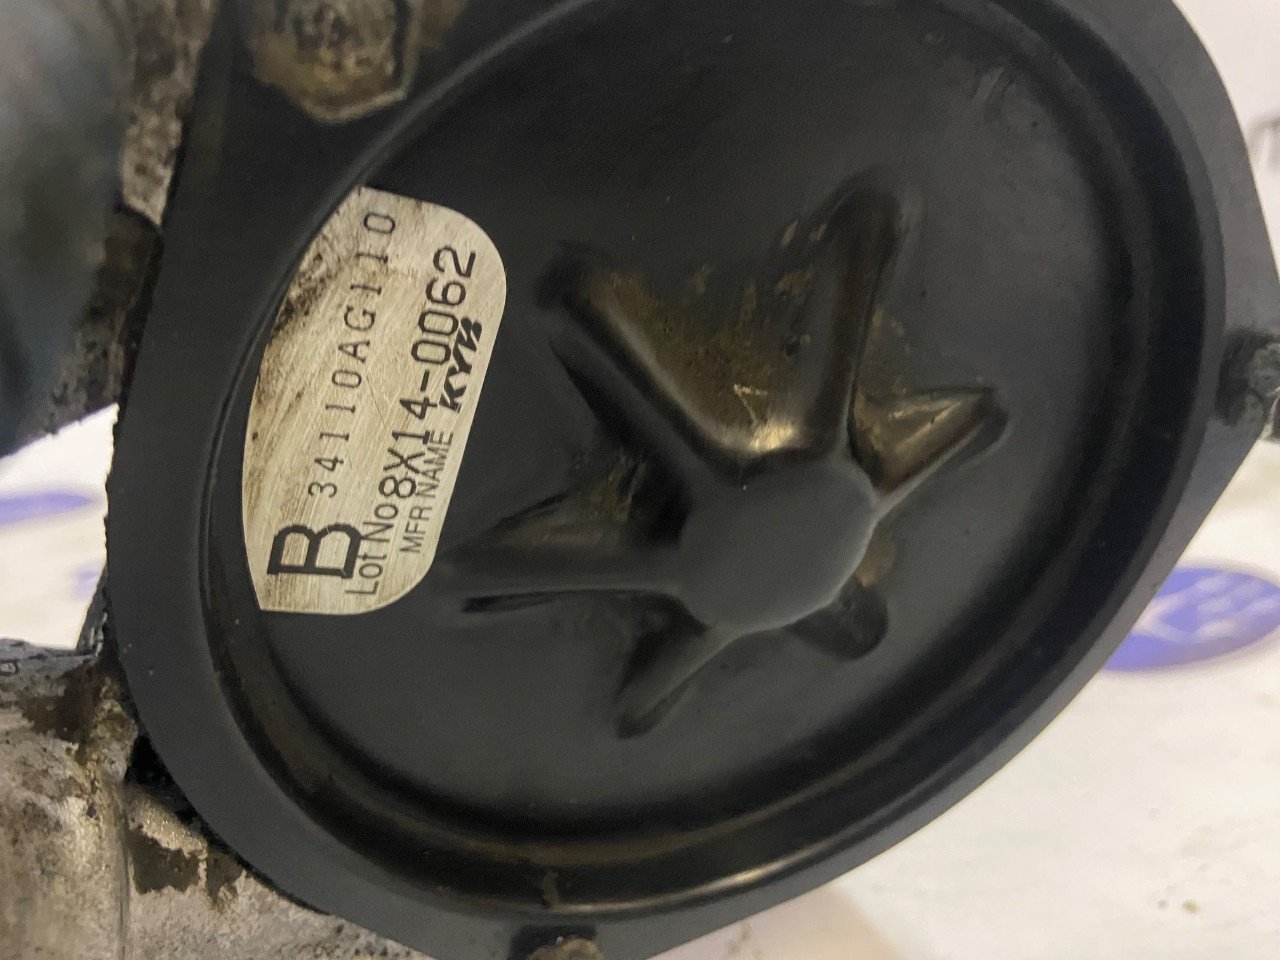 B 34110AG110
Lot No 8X14-0062
MFR NAME KYB